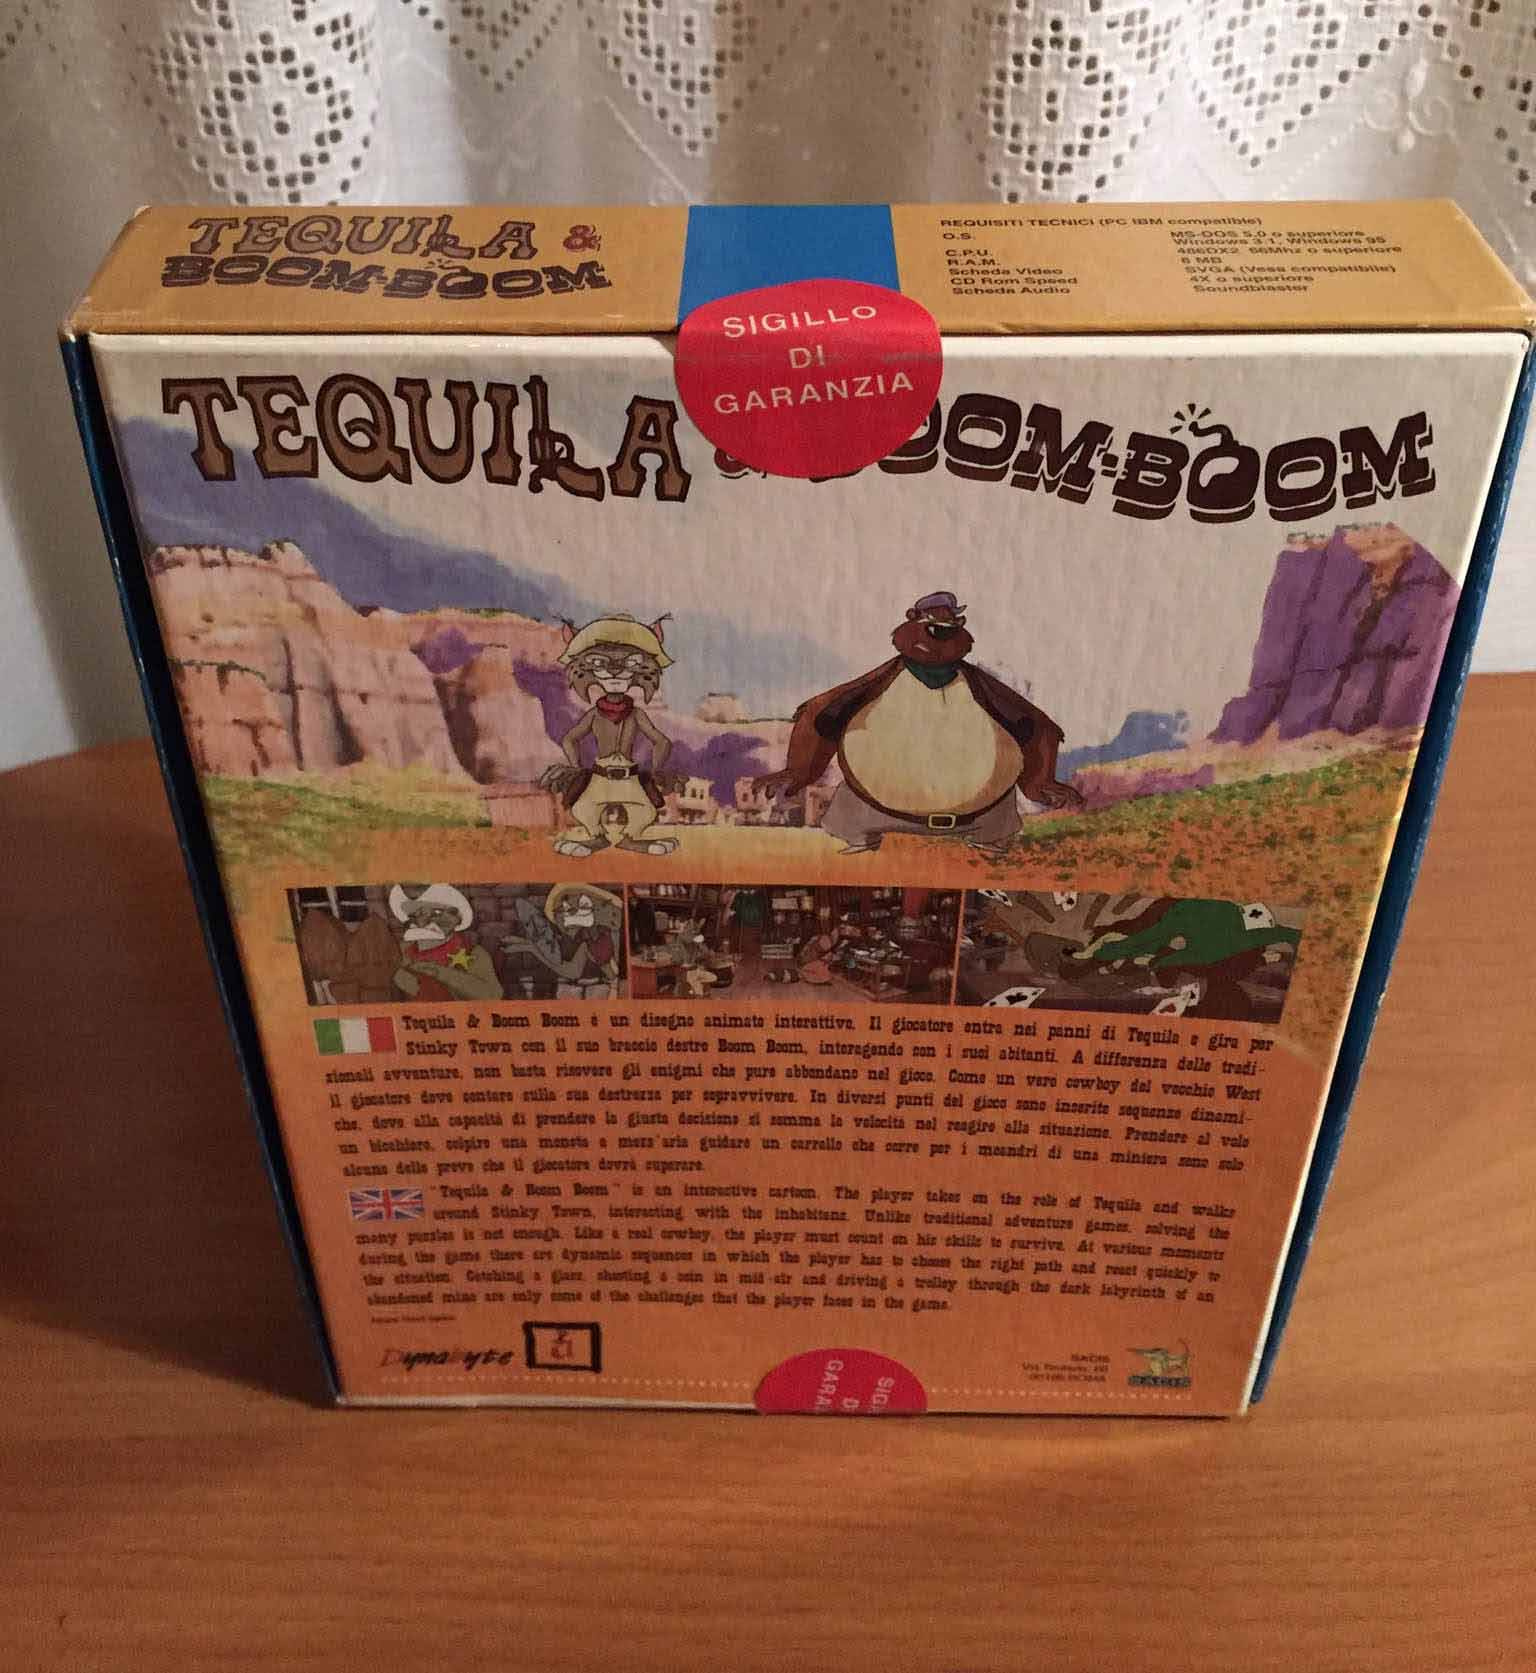 TEQUILA &
BOOM-BOOM
REQUISITI TECNICI (PC IBM compatible)
O.S. MS-DOS 5.0 o superiore
Windows 3.1, Windows 95
C.P.U. 486DX2 66Mhz o superiore
R.A.M. 8 MB
Scheda Video SVGA (Vesa compatibile)
CD Rom Speed 4X o superiore
Scheda Audio Soundblaster
SIGILLO
DI
GARANZIA
TEQUILA & BOOM-BOOM
Tequila & Boom Boom è un disegno animato interattivo. Il giocatore entra nei panni di Tequila e gira per
Stinky Town con il suo braccio destro Boom Boom, interagendo con i suoi abitanti. A differenza delle tradi-
zionali avventure, non basta risovere gli enigmi che pure abbondano nel gioco. Come un vero cowboy del vecchio West
il giocatore deve contare sulla sua destrezza per sopravvivere. In diversi punti del gioco sono inserite sequenze dinami-
che, dove alla capacità di prendere la giusta decisione si somma la velocità nel reagire alla situazione. Prendere al volo
un bicchiere, colpire una moneta a mezz'aria guidare un carrello che corre per i meandri di una miniera sono solo
alcune delle prove che il giocatore dovrà superare.
"Tequila & Boom Boom" is an interactive cartoon. The player takes on the role of Tequila and walks
around Stinky Town, interacting with the inhabitans. Unlike traditional adventure games, solving the
many puzzles is not enough. Like a real cowboy, the player must count on his skills to survive. At various moments
during the game there are dynamic sequences in which the player has to choose the right path and react quickly to
the situation. Catching a glass, shooting a coin in mid-air and driving a trolley through the dark labyrinth of an
abandoned mine are only some of the challenges that the player faces in the game.
Dynabyte
SACIS
00195 ROMA
SACIS
SIG
D
GARA